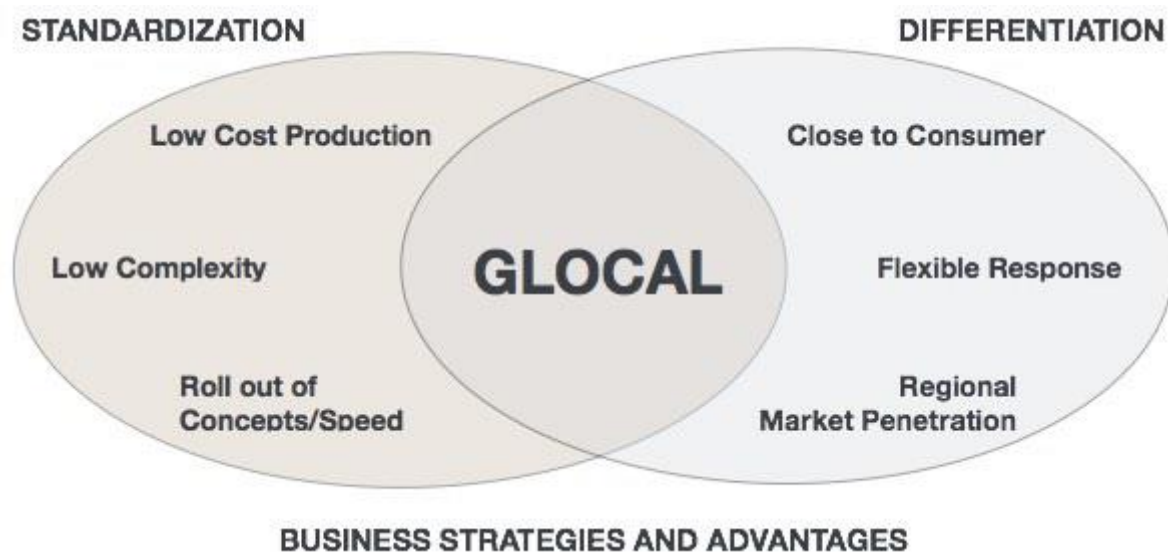 STANDARDIZATION
DIFFERENTIATION
Low Cost Production
Close to Consumer
Low Complexity
GLOCAL
Flexible Response
Roll out of
Concepts/Speed
Regional
Market Penetration
BUSINESS STRATEGIES AND ADVANTAGES